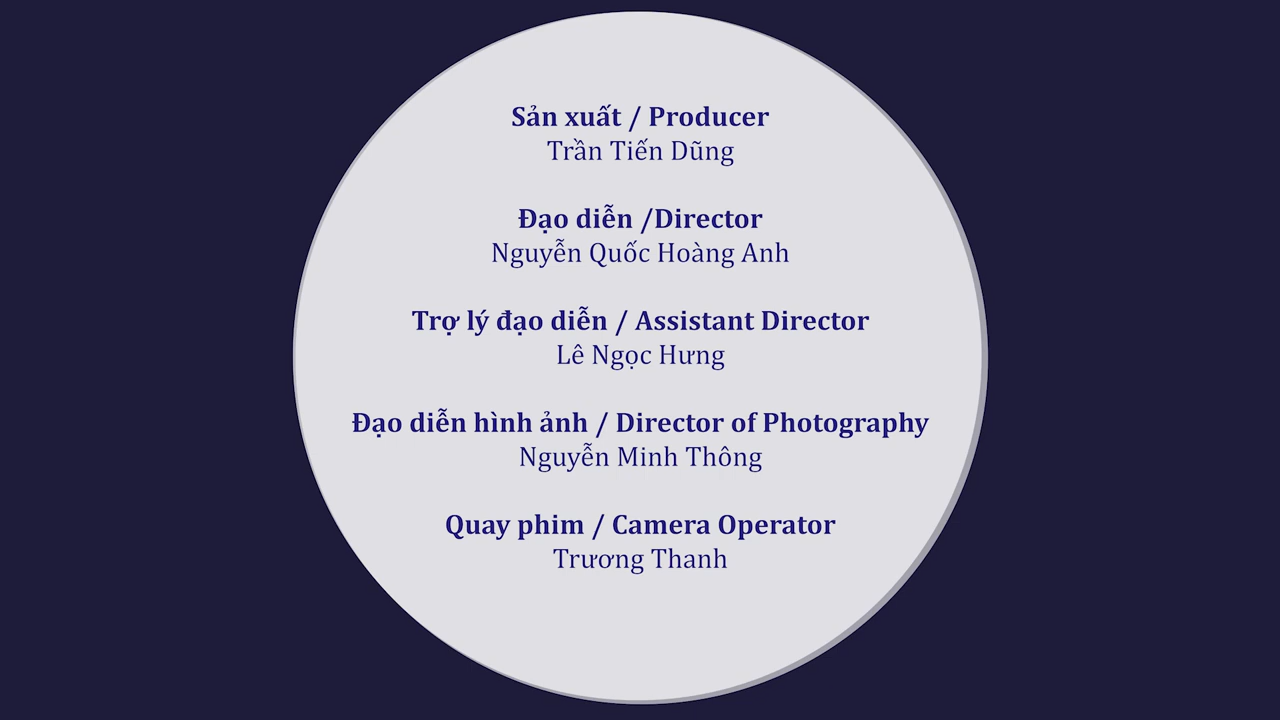 Sản xuất / Producer
Trần Tiến Dũng
Đạo diễn /Director
Nguyễn Quốc Hoàng Anh
Trợ lý đạo diễn / Assistant Director
Lê Ngọc Hưng
Đạo diễn hình ảnh / Director of Photography
Nguyễn Minh Thông
Quay phim / Camera Operator
Trương Thanh